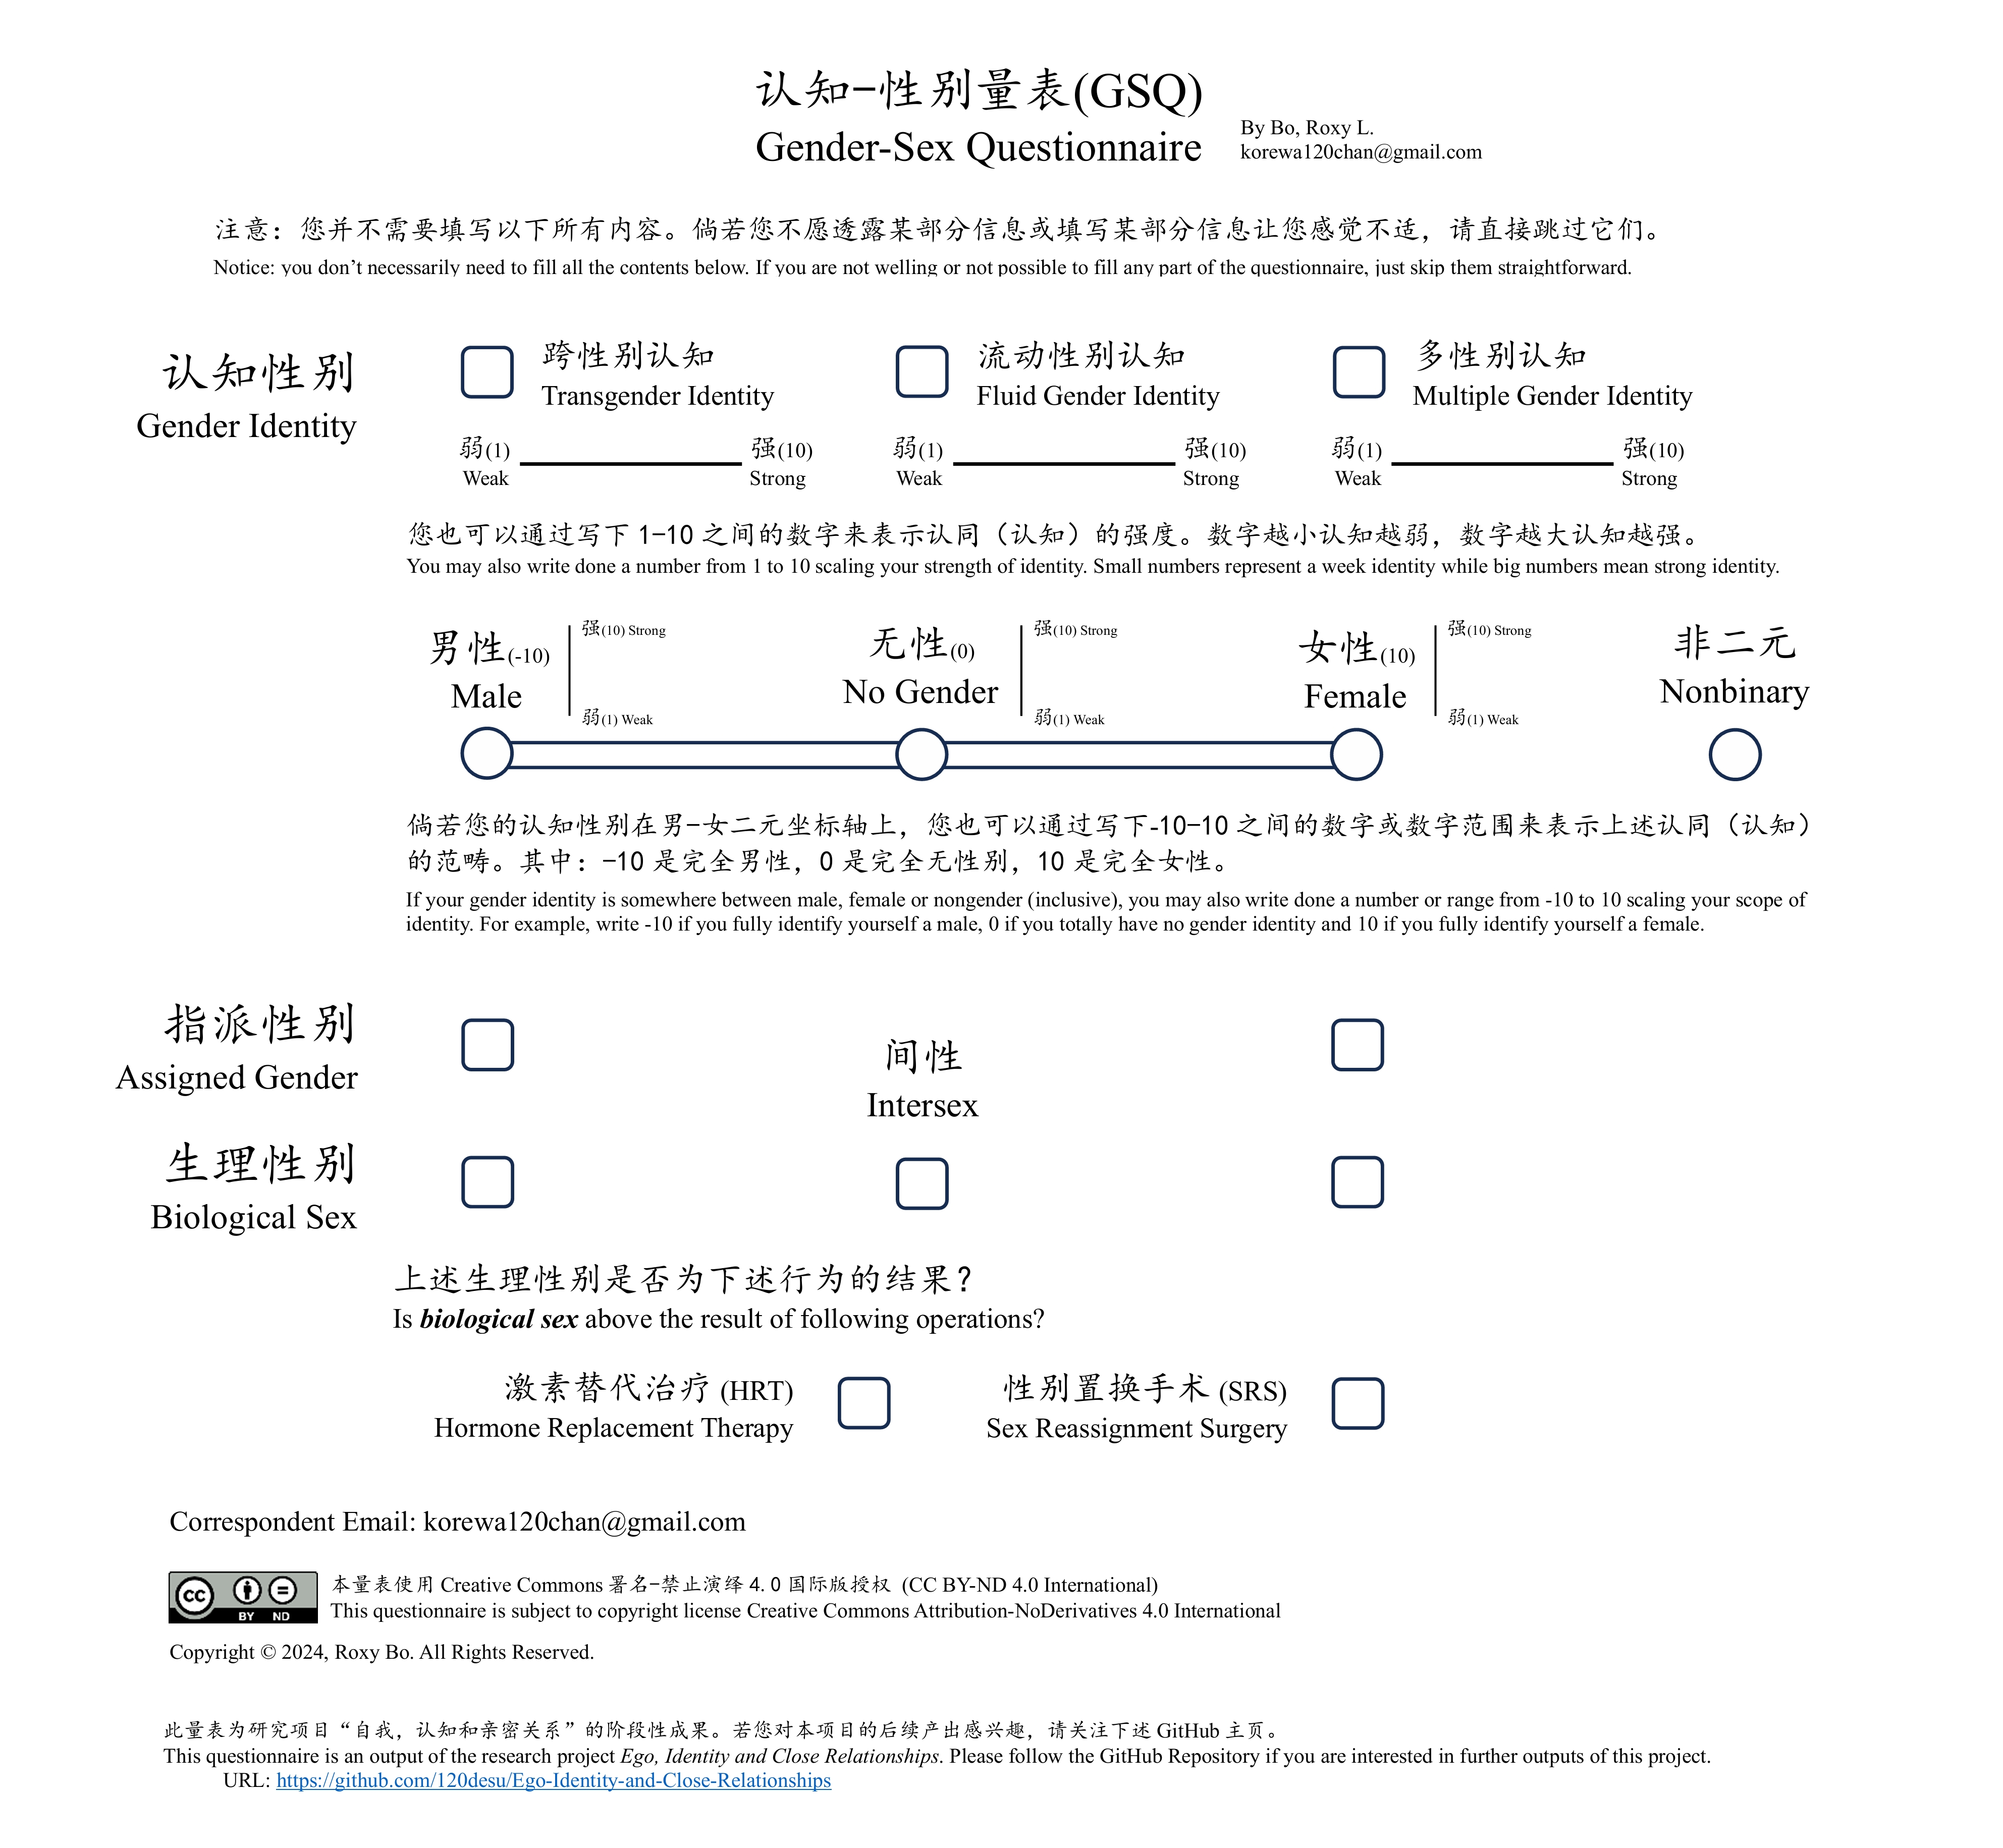 认知-性别量表(GSQ)
Gender-Sex Questionnaire
By Bo, Roxy L.
korewa120chan@gmail.com
注意：您并不需要填写以下所有内容。倘若您不愿透露某部分信息或填写某部分信息让您感觉不适，请直接跳过它们。
Notice: you don’t necessarily need to fill all the contents below. If you are not welling or not possible to fill any part of the questionnaire, just skip them straightforward.
认知性别
Gender Identity
跨性别认知
Transgender Identity
流动性别认知
Fluid Gender Identity
多性别认知
Multiple Gender Identity
弱(1)
Weak
强(10)
Strong
弱(1)
Weak
强(10)
Strong
弱(1)
Weak
强(10)
Strong
您也可以通过写下 1-10 之间的数字来表示认同（认知）的强度。数字越小认知越弱，数字越大认知越强。
You may also write done a number from 1 to 10 scaling your strength of identity. Small numbers represent a week identity while big numbers mean strong identity.
男性(-10)
Male
强(10) Strong
弱(1) Weak
无性(0)
No Gender
强(10) Strong
弱(1) Weak
女性(10)
Female
强(10) Strong
弱(1) Weak
非二元
Nonbinary
倘若您的认知性别在男-女二元坐标轴上，您也可以通过写下-10-10 之间的数字或数字范围来表示上述认同（认知）
的范畴。其中：-10 是完全男性，0 是完全无性别，10 是完全女性。
If your gender identity is somewhere between male, female or nongender (inclusive), you may also write done a number or range from -10 to 10 scaling your scope of
identity. For example, write -10 if you fully identify yourself a male, 0 if you totally have no gender identity and 10 if you fully identify yourself a female.
指派性别
Assigned Gender
间性
Intersex
生理性别
Biological Sex
上述生理性别是否为下述行为的结果？
Is biological sex above the result of following operations?
激素替代治疗 (HRT)
Hormone Replacement Therapy
性别置换手术 (SRS)
Sex Reassignment Surgery
Correspondent Email: korewa120chan@gmail.com
cc BY ND
本量表使用 Creative Commons 署名-禁止演绎 4.0 国际版授权 (CC BY-ND 4.0 International)
This questionnaire is subject to copyright license Creative Commons Attribution-NoDerivatives 4.0 International
Copyright © 2024, Roxy Bo. All Rights Reserved.
此量表为研究项目“自我，认知和亲密关系”的阶段性成果。若您对本项目的后续产出感兴趣，请关注下述 GitHub 主页。
This questionnaire is an output of the research project Ego, Identity and Close Relationships. Please follow the GitHub Repository if you are interested in further outputs of this project.
URL: https://github.com/120desu/Ego-Identity-and-Close-Relationships